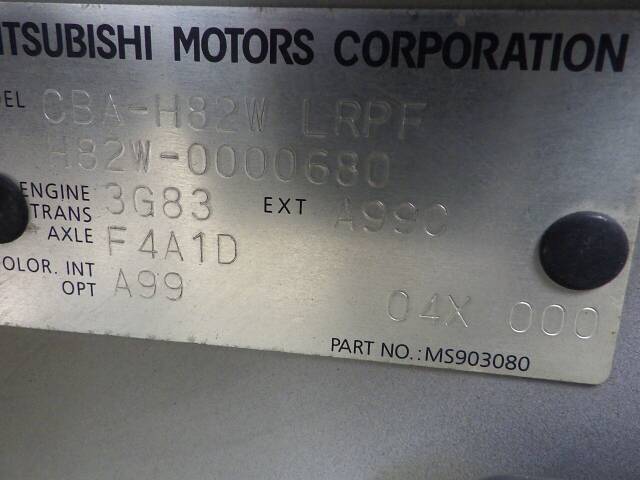 ITSUBISHI MOTORS CORPORATION
DEL CBA-H82W LRPF
H82W-0000680
ENGINE 3G83 EXT A99C
TRANS
AXLE F4A1D
OLOR. INT A99
OPT 04X 000
PART NO.:MS903080